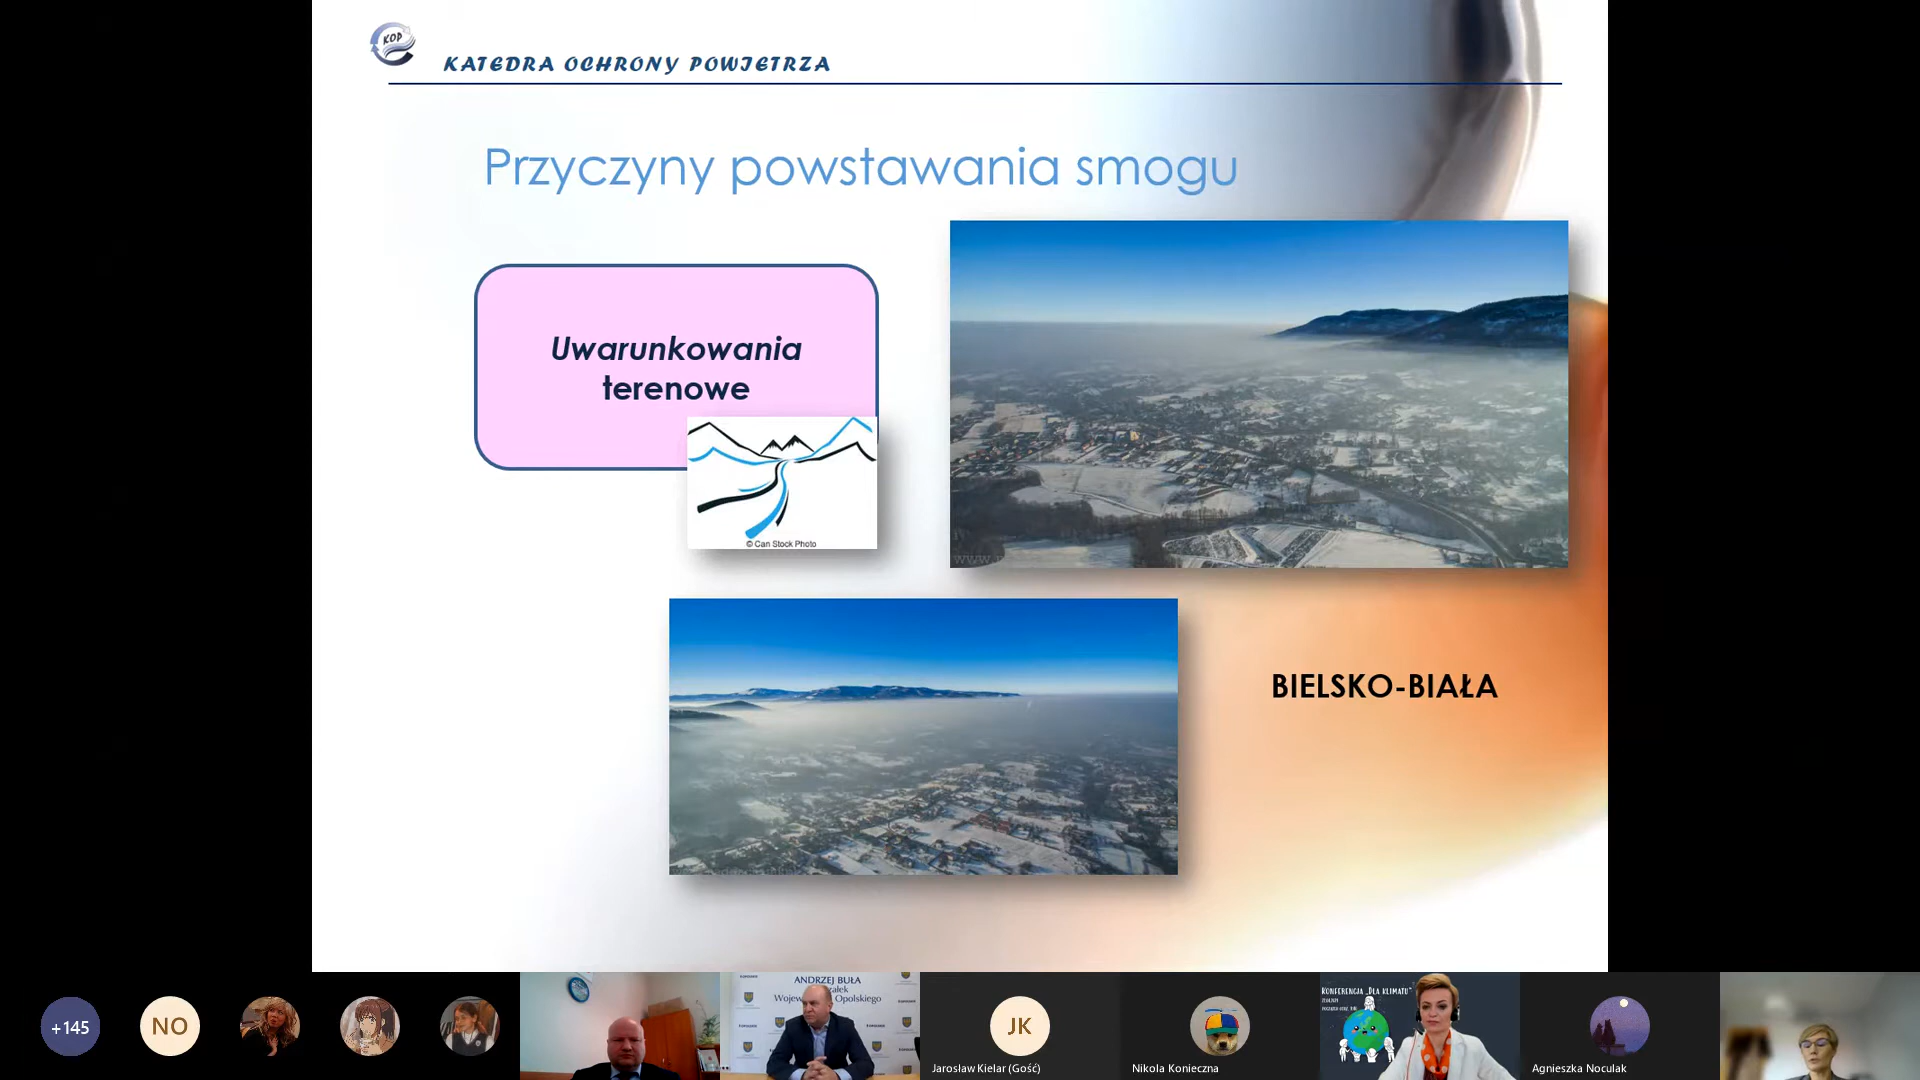 KOP
KATEDRA OCHRONY POWIETRZA
Przyczyny powstawania smogu
Uwarunkowania
terenowe
© Can Stock Photo
BIELSKO-BIAŁA
+145
NO
ANDRZEJ BUŁA
Opolskiego
JK
Jarosław Kielar (Gość)
Nikola Konieczna
Konferencja „Dla klimatu"
Agnieszka Noculak